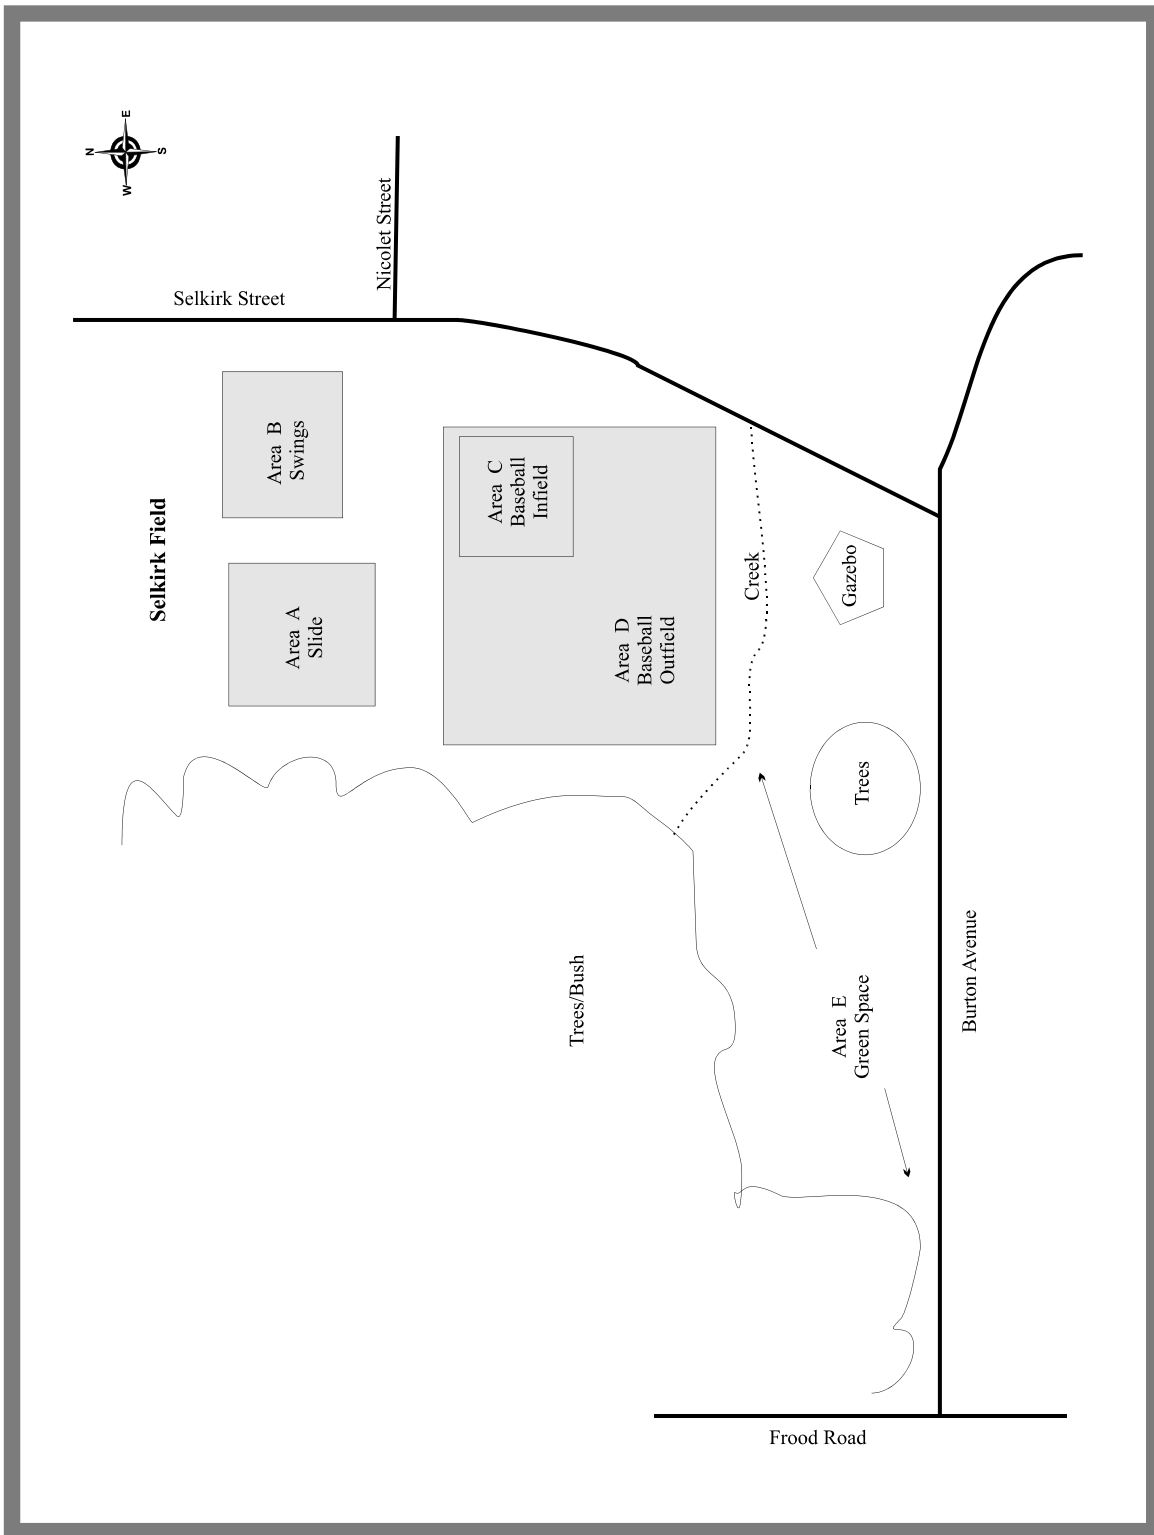 N
E
S
W
Nicolet Street
Selkirk Street
Selkirk Field
Area B
Swings
Area A
Slide
Area C
Baseball
Infield
Area D
Baseball
Outfield
Creek
Gazebo
Trees
Trees/Bush
Area E
Green Space
Burton Avenue
Frood Road